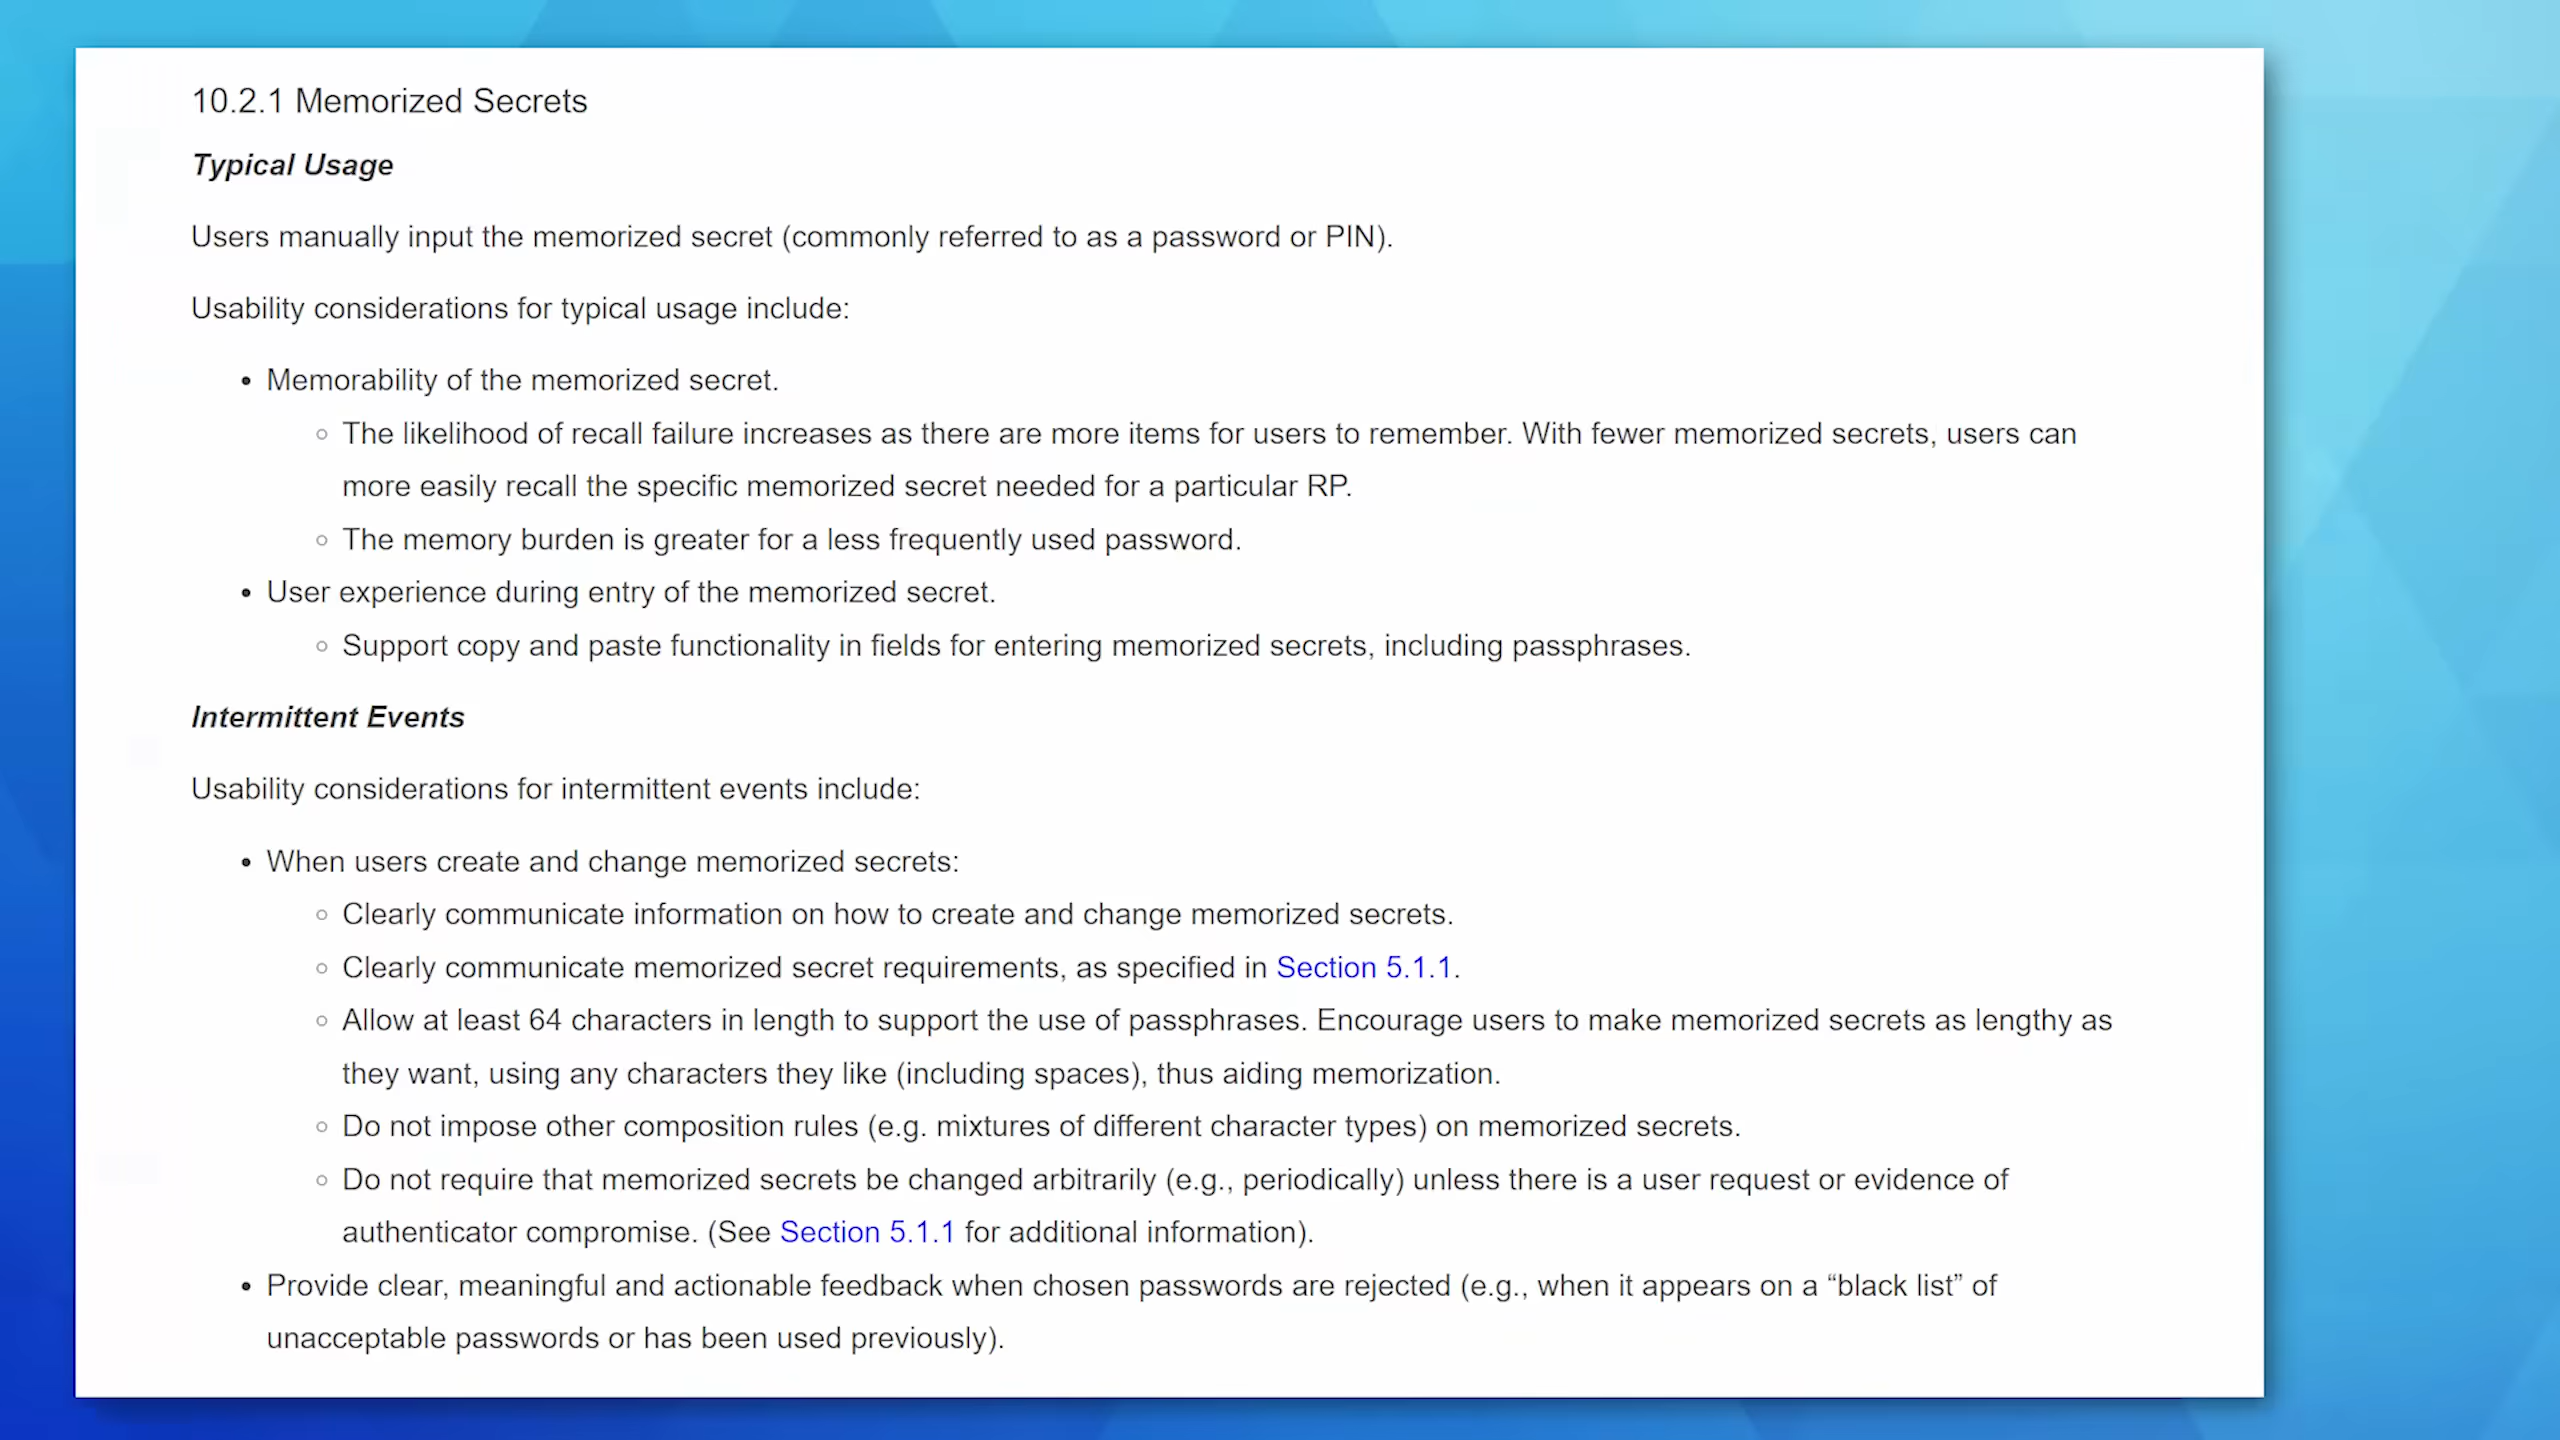 10.2.1 Memorized Secrets
Typical Usage
Users manually input the memorized secret (commonly referred to as a password or PIN).
Usability considerations for typical usage include:
• Memorability of the memorized secret.
○ The likelihood of recall failure increases as there are more items for users to remember. With fewer memorized secrets, users can
more easily recall the specific memorized secret needed for a particular RP.
○ The memory burden is greater for a less frequently used password.
• User experience during entry of the memorized secret.
○ Support copy and paste functionality in fields for entering memorized secrets, including passphrases.
Intermittent Events
Usability considerations for intermittent events include:
• When users create and change memorized secrets:
○ Clearly communicate information on how to create and change memorized secrets.
○ Clearly communicate memorized secret requirements, as specified in Section 5.1.1.
○ Allow at least 64 characters in length to support the use of passphrases. Encourage users to make memorized secrets as lengthy as
they want, using any characters they like (including spaces), thus aiding memorization.
○ Do not impose other composition rules (e.g. mixtures of different character types) on memorized secrets.
○ Do not require that memorized secrets be changed arbitrarily (e.g., periodically) unless there is a user request or evidence of
authenticator compromise. (See Section 5.1.1 for additional information).
• Provide clear, meaningful and actionable feedback when chosen passwords are rejected (e.g., when it appears on a “black list” of
unacceptable passwords or has been used previously).